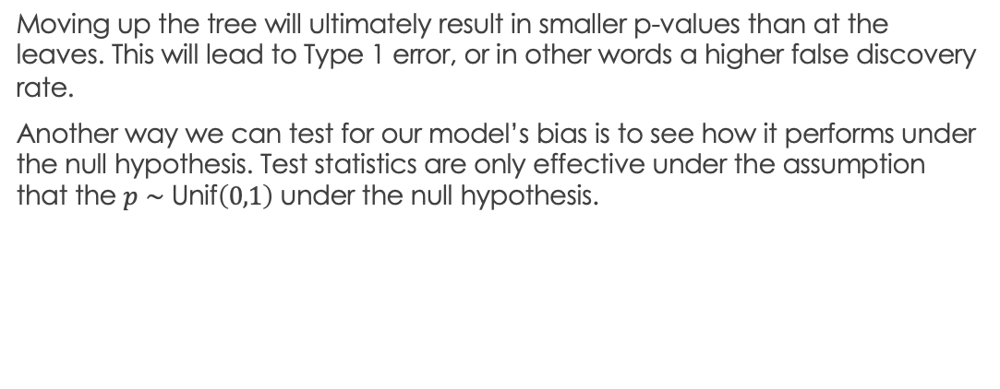 Moving up the tree will ultimately result in smaller p-values than at the
leaves. This will lead to Type 1 error, or in other words a higher false discovery
rate.
Another way we can test for our model's bias is to see how it performs under
the null hypothesis. Test statistics are only effective under the assumption
that the p ~ Unif(0,1) under the null hypothesis.